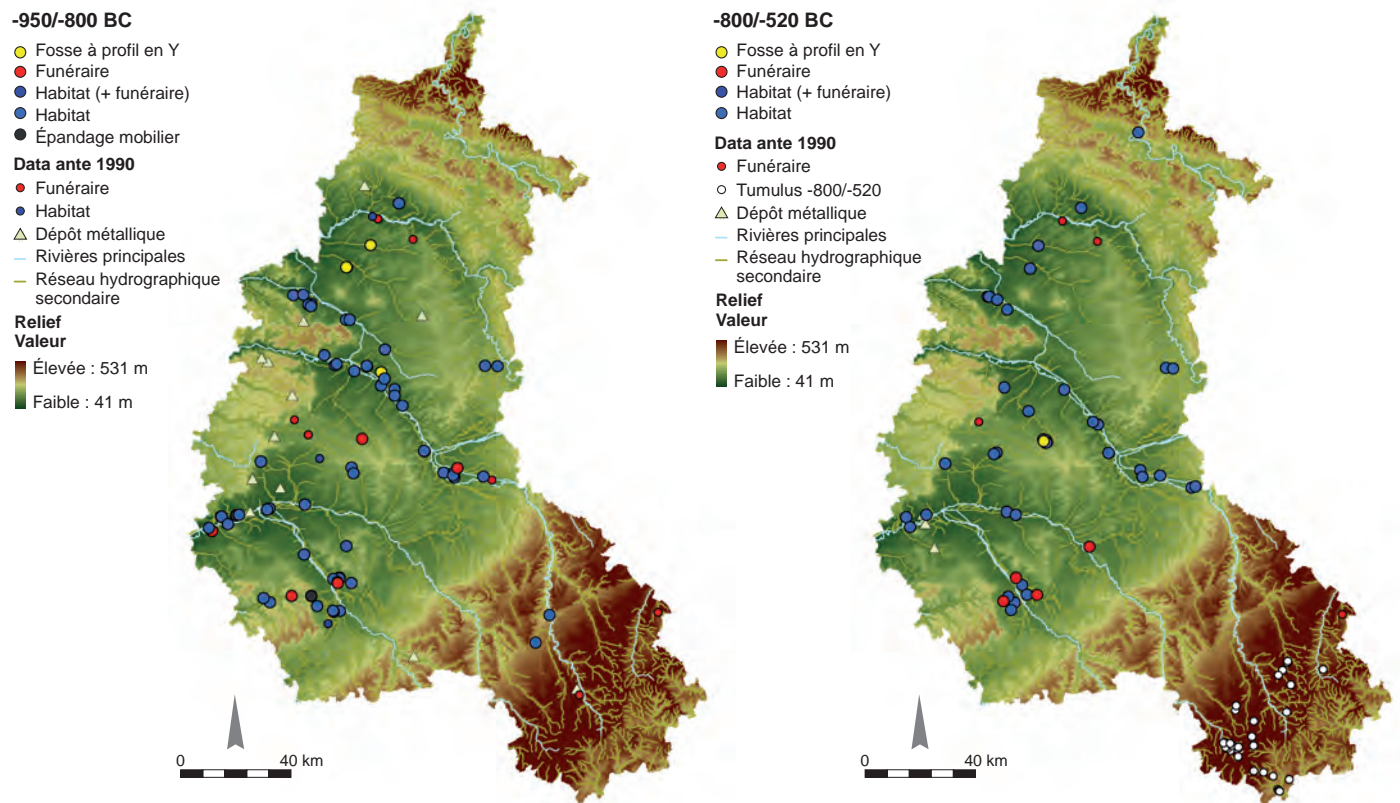 -950/-800 BC
Fosse à profil en Y
Funéraire
Habitat (+ funéraire)
Habitat
Épandage mobilier
Data ante 1990
Funéraire
Habitat
Dépôt métallique
Rivières principales
Réseau hydrographique
secondaire
Relief
Valeur
Élevée : 531 m
Faible : 41 m
0 40 km
-800/-520 BC
Fosse à profil en Y
Funéraire
Habitat (+ funéraire)
Habitat
Data ante 1990
Funéraire
Tumulus -800/-520
Dépôt métallique
Rivières principales
Réseau hydrographique
secondaire
Relief
Valeur
Élevée : 531 m
Faible : 41 m
0 40 km